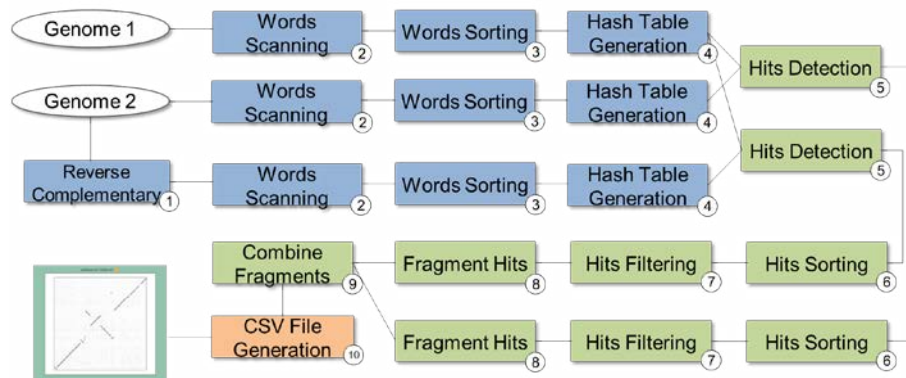 Genome 1
Words
Scanning
2
Words Sorting
3
Hash Table
Generation
4
Hits Detection
5
Genome 2
Words
Scanning
2
Words Sorting
3
Hash Table
Generation
4
Hits Detection
5
Reverse
Complementary
1
Words
Scanning
2
Words Sorting
3
Hash Table
Generation
4
Combine
Fragments
9
Fragment Hits
8
Hits Filtering
7
Hits Sorting
6
CSV File
Generation
10
Fragment Hits
8
Hits Filtering
7
Hits Sorting
6